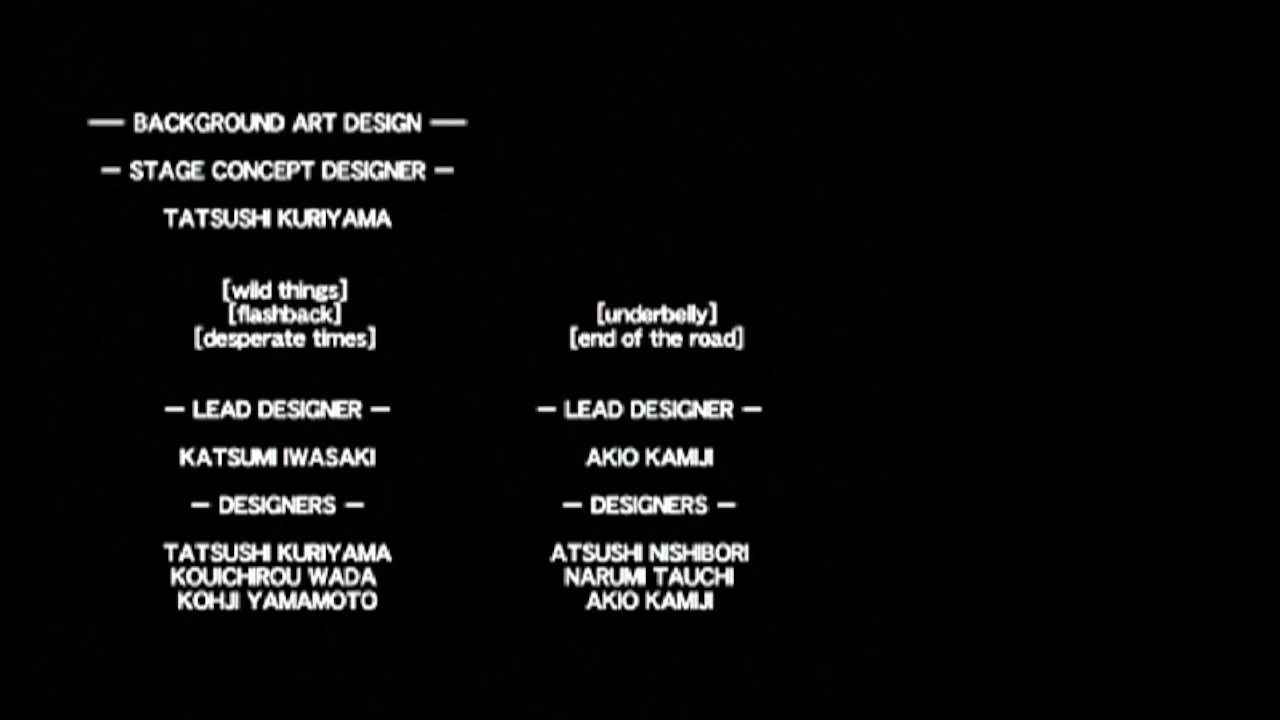 — BACKGROUND ART DESIGN —
— STAGE CONCEPT DESIGNER —
TATSUSHI KURIYAMA
[wild things]
[flashback]
[desperate times]
— LEAD DESIGNER —
KATSUMI IWASAKI
— DESIGNERS —
TATSUSHI KURIYAMA
KOUICHIROU WADA
KOHJI YAMAMOTO
[underbelly]
[end of the road]
— LEAD DESIGNER —
AKIO KAMIJI
— DESIGNERS —
ATSUSHI NISHIBORI
NARUMI TAUCHI
AKIO KAMIJI